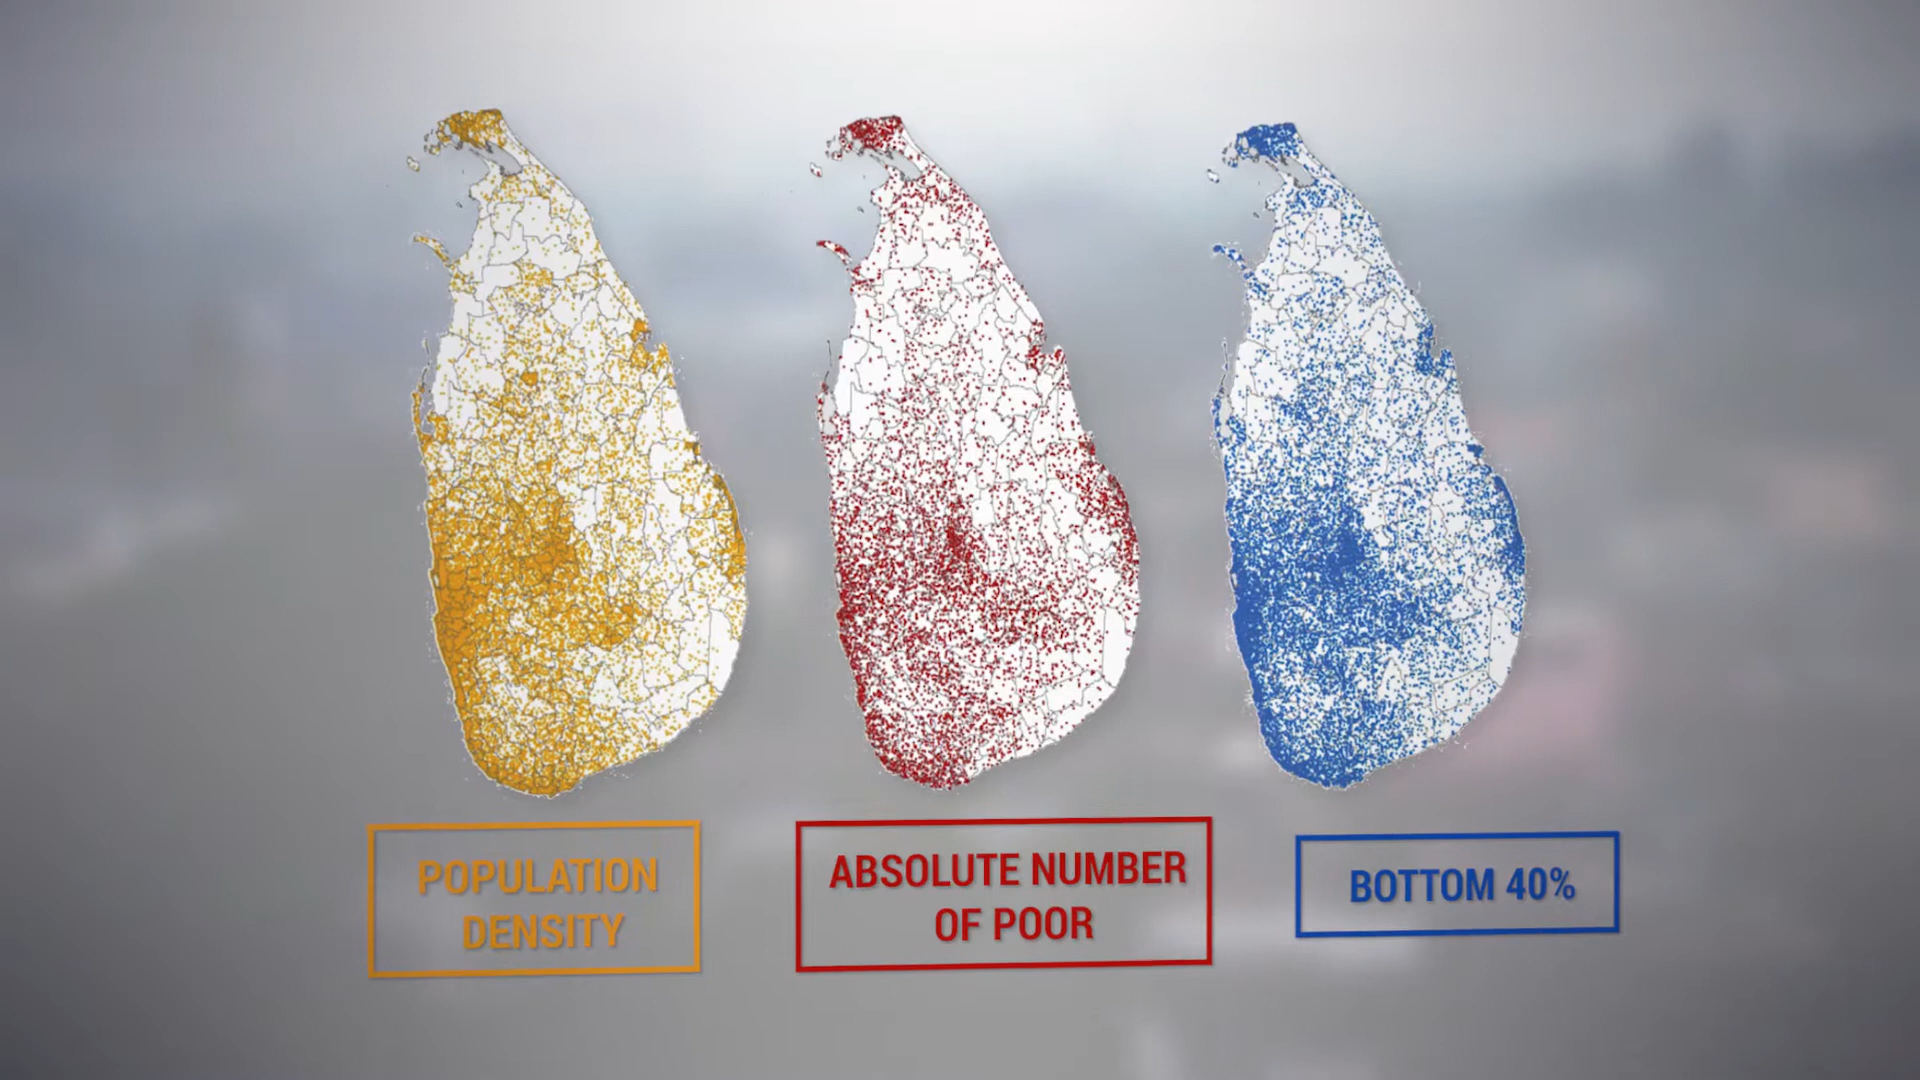 POPULATION
DENSITY
ABSOLUTE NUMBER
OF POOR
BOTTOM 40%